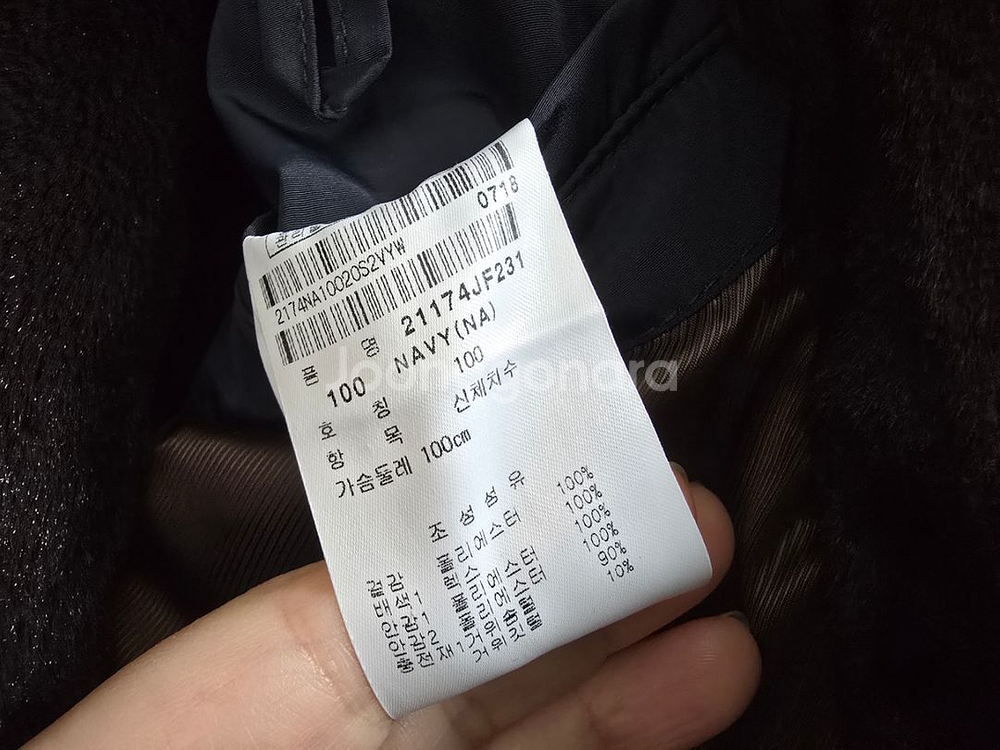 0718
2174NA10020S2VYYW
품 명 21174JF231
100 NAVY(NA)
호 칭 100
항 목 신체치수
가슴둘레 100cm
조 성 섬 유
겉감 폴리에스터 100%
배색1 폴리에스터 100%
안감1 폴리에스터 100%
안감2 폴리에스터 100%
충전재1 거위솜털 90%
거위깃털 10%
Joongonara